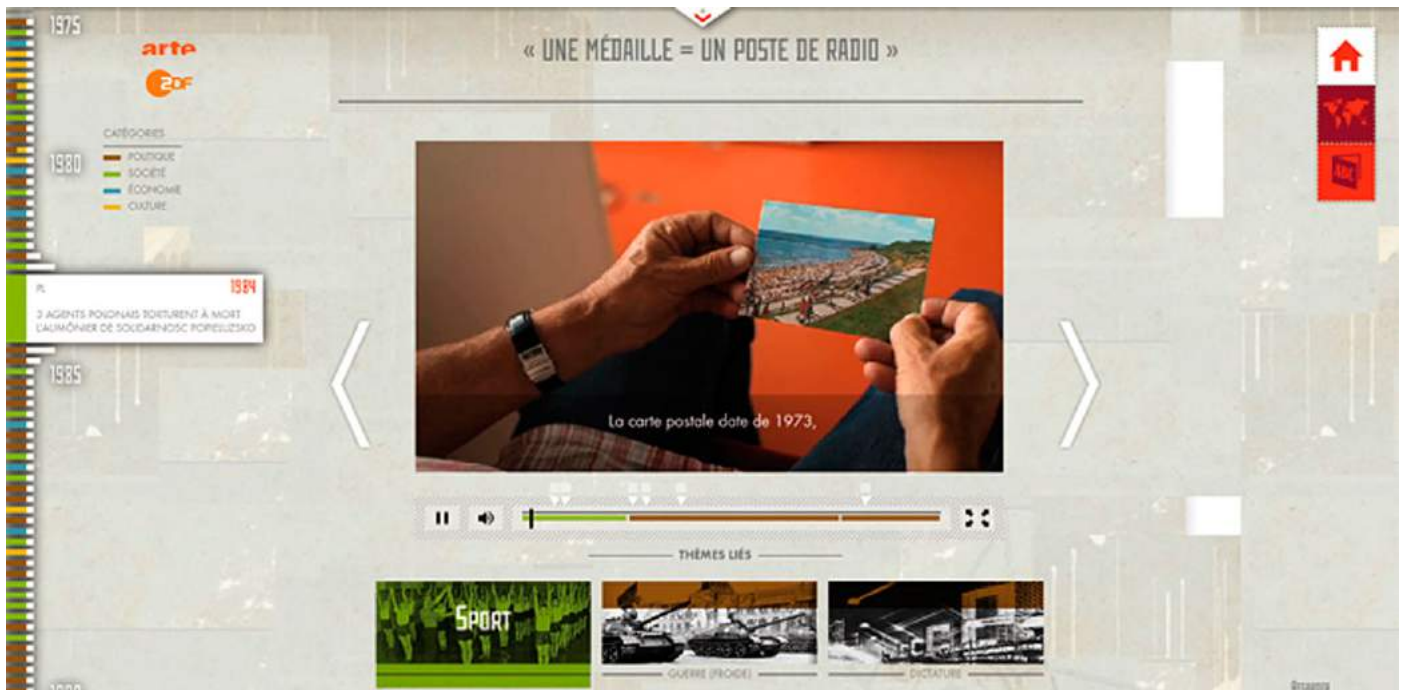 1975
arte
ZDF
« UNE MÉDAILLE = UN POSTE DE RADIO »
CATÉGORIES
POLITIQUE
SOCIÉTÉ
ÉCONOMIE
CULTURE
1980
PL
1984
3 AGENTS POLONAIS TORTURENT À MORT
L'AUMÔNIER DE SOLIDARNOSC POPIELUZSKO
1985
ABC
La carte postale date de 1973,
THÈMES LIÉS
SPORT
GUERRE (FROIDE)
DICTATURE